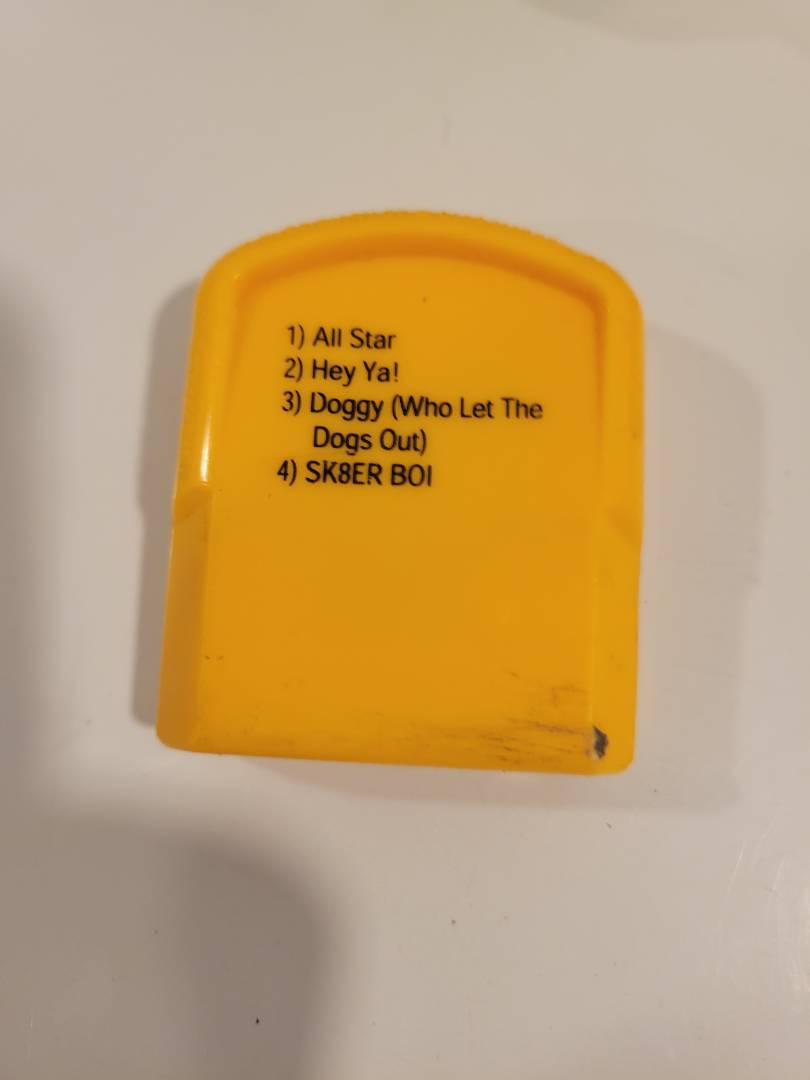 1) All Star
2) Hey Ya!
3) Doggy (Who Let The
Dogs Out)
4) SK8ER BOI